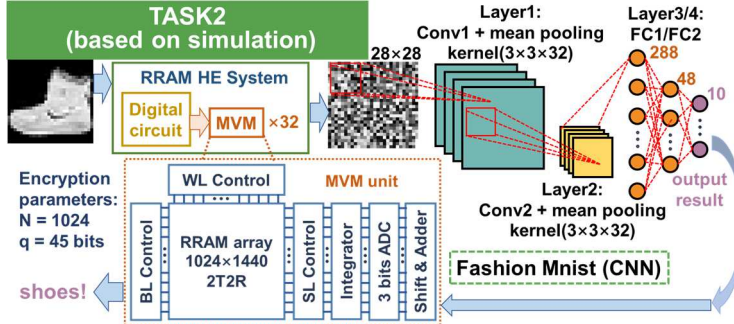 TASK2
(based on simulation)
RRAM HE System
Digital
circuit
MVM
×32
28×28
Layer1:
Conv1 + mean pooling
kernel(3×3×32)
Layer3/4:
FC1/FC2
288
48
10
output
result
Layer2:
Conv2 + mean pooling
kernel(3×3×32)
Encryption
parameters:
N = 1024
q = 45 bits
WL Control
MVM unit
BL Control
RRAM array
1024×1440
2T2R
SL Control
Integrator
3 bits ADC
Shift & Adder
Fashion Mnist (CNN)
shoes!